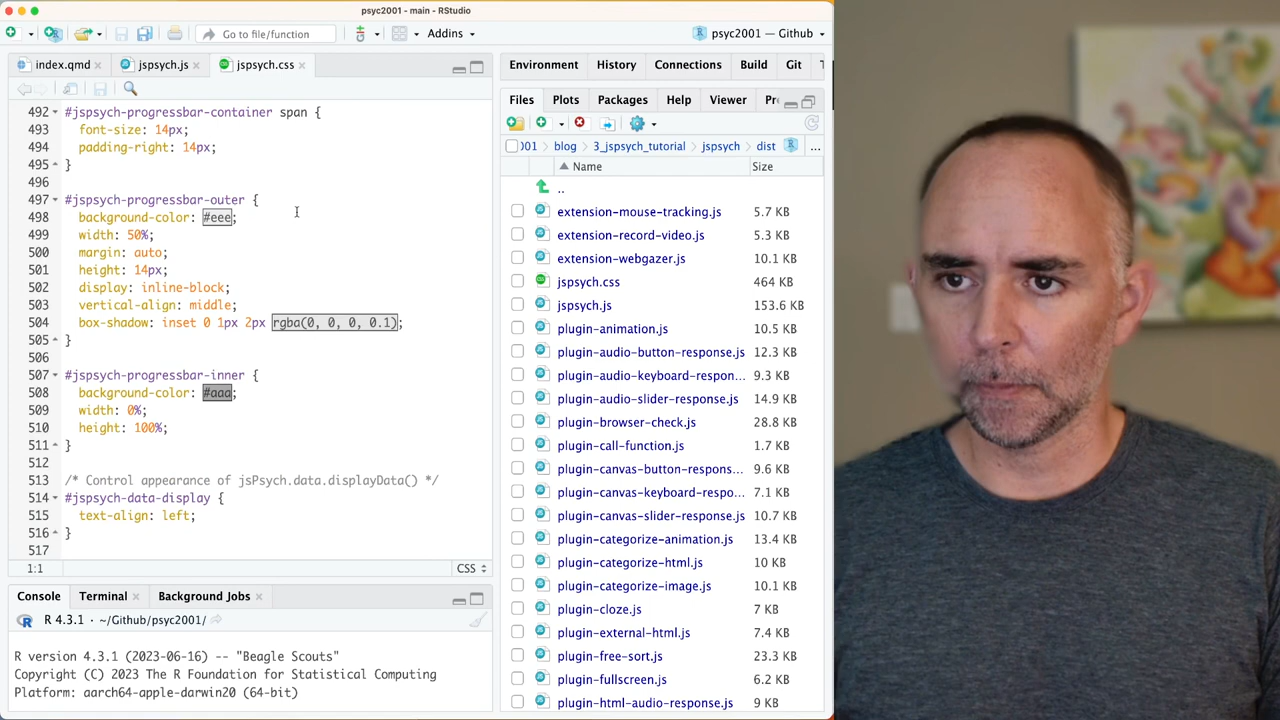 psyc2001 - main - RStudio
Go to file/function
Addins
psyc2001 — Github
index.qmd
jspsych.js
jspsych.css
492 #jspsych-progressbar-container span {
493 font-size: 14px;
494 padding-right: 14px;
495 }
496
497 #jspsych-progressbar-outer {
498 background-color: #eee;
499 width: 50%;
500 margin: auto;
501 height: 14px;
502 display: inline-block;
503 vertical-align: middle;
504 box-shadow: inset 0 1px 2px rgba(0, 0, 0, 0.1);
505 }
506
507 #jspsych-progressbar-inner {
508 background-color: #aaa;
509 width: 0%;
510 height: 100%;
511 }
512
513 /* Control appearance of jsPsych.data.displayData() */
514 #jspsych-data-display {
515 text-align: left;
516 }
517
1:1
CSS
Console
Terminal
Background Jobs
R 4.3.1 · ~/Github/psyc2001/
R version 4.3.1 (2023-06-16) -- "Beagle Scouts"
Copyright (C) 2023 The R Foundation for Statistical Computing
Platform: aarch64-apple-darwin20 (64-bit)
Environment
History
Connections
Build
Git
T
Files
Plots
Packages
Help
Viewer
Pr
001
blog
3_jspsych_tutorial
jspsych
dist
...
Name
Size
..
extension-mouse-tracking.js 5.7 KB
extension-record-video.js 5.3 KB
extension-webgazer.js 10.1 KB
jspsych.css 464 KB
jspsych.js 153.6 KB
plugin-animation.js 10.5 KB
plugin-audio-button-response.js 12.3 KB
plugin-audio-keyboard-respon... 9.3 KB
plugin-audio-slider-response.js 14.9 KB
plugin-browser-check.js 28.8 KB
plugin-call-function.js 1.7 KB
plugin-canvas-button-respons... 9.6 KB
plugin-canvas-keyboard-respo... 7.1 KB
plugin-canvas-slider-response.js 10.7 KB
plugin-categorize-animation.js 13.4 KB
plugin-categorize-html.js 10 KB
plugin-categorize-image.js 10.1 KB
plugin-cloze.js 7 KB
plugin-external-html.js 7.4 KB
plugin-free-sort.js 23.3 KB
plugin-fullscreen.js 6.2 KB
plugin-html-audio-response.js 9 KB